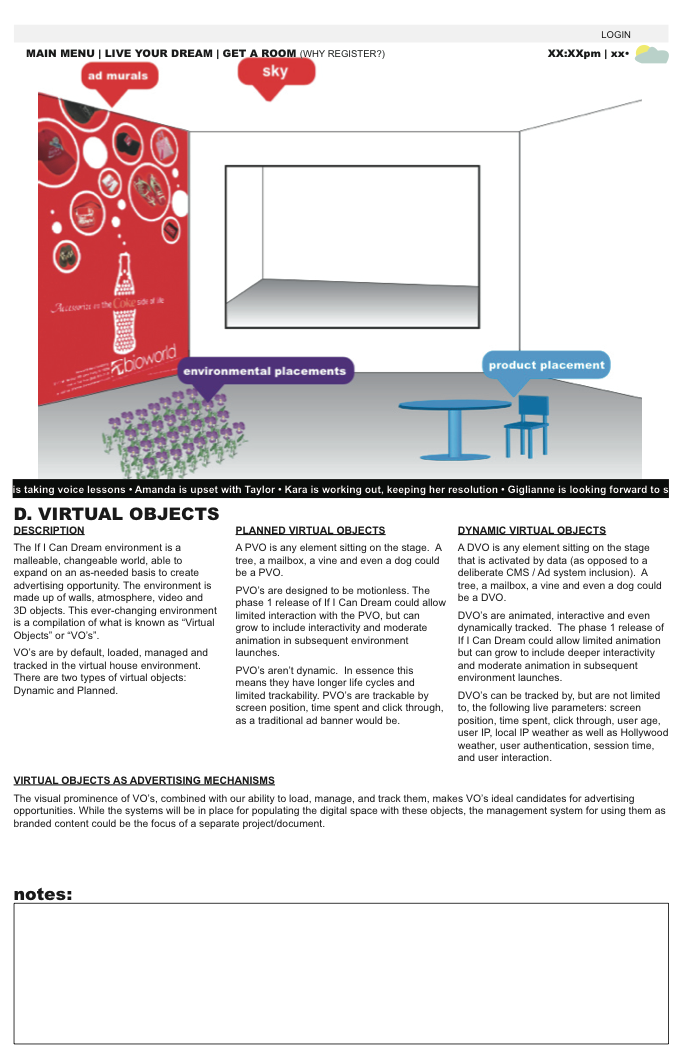 LOGIN
MAIN MENU | LIVE YOUR DREAM | GET A ROOM (WHY REGISTER?)
XX:XXpm | xx•
ad murals
sky
Accessorize on the Coke side of life.
bioworld
environmental placements
product placement
is taking voice lessons • Amanda is upset with Taylor • Kara is working out, keeping her resolution • Giglianne is looking forward to s
D. VIRTUAL OBJECTS
DESCRIPTION
The If I Can Dream environment is a
malleable, changeable world, able to
expand on an as-needed basis to create
advertising opportunity. The environment is
made up of walls, atmosphere, video and
3D objects. This ever-changing environment
is a compilation of what is known as “Virtual
Objects” or “VO’s”.
VO’s are by default, loaded, managed and
tracked in the virtual house environment.
There are two types of virtual objects:
Dynamic and Planned.
PLANNED VIRTUAL OBJECTS
A PVO is any element sitting on the stage. A
tree, a mailbox, a vine and even a dog could
be a PVO.
PVO’s are designed to be motionless. The
phase 1 release of If I Can Dream could allow
limited interaction with the PVO, but can
grow to include interactivity and moderate
animation in subsequent environment
launches.
PVO’s aren’t dynamic. In essence this
means they have longer life cycles and
limited trackability. PVO’s are trackable by
screen position, time spent and click through,
as a traditional ad banner would be.
DYNAMIC VIRTUAL OBJECTS
A DVO is any element sitting on the stage
that is activated by data (as opposed to a
deliberate CMS / Ad system inclusion). A
tree, a mailbox, a vine and even a dog could
be a DVO.
DVO’s are animated, interactive and even
dynamically tracked. The phase 1 release of
If I Can Dream could allow limited animation
but can grow to include deeper interactivity
and moderate animation in subsequent
environment launches.
DVO’s can be tracked by, but are not limited
to, the following live parameters: screen
position, time spent, click through, user age,
user IP, local IP weather as well as Hollywood
weather, user authentication, session time,
and user interaction.
VIRTUAL OBJECTS AS ADVERTISING MECHANISMS
The visual prominence of VO’s, combined with our ability to load, manage, and track them, makes VO’s ideal candidates for advertising
opportunities. While the systems will be in place for populating the digital space with these objects, the management system for using them as
branded content could be the focus of a separate project/document.
notes: